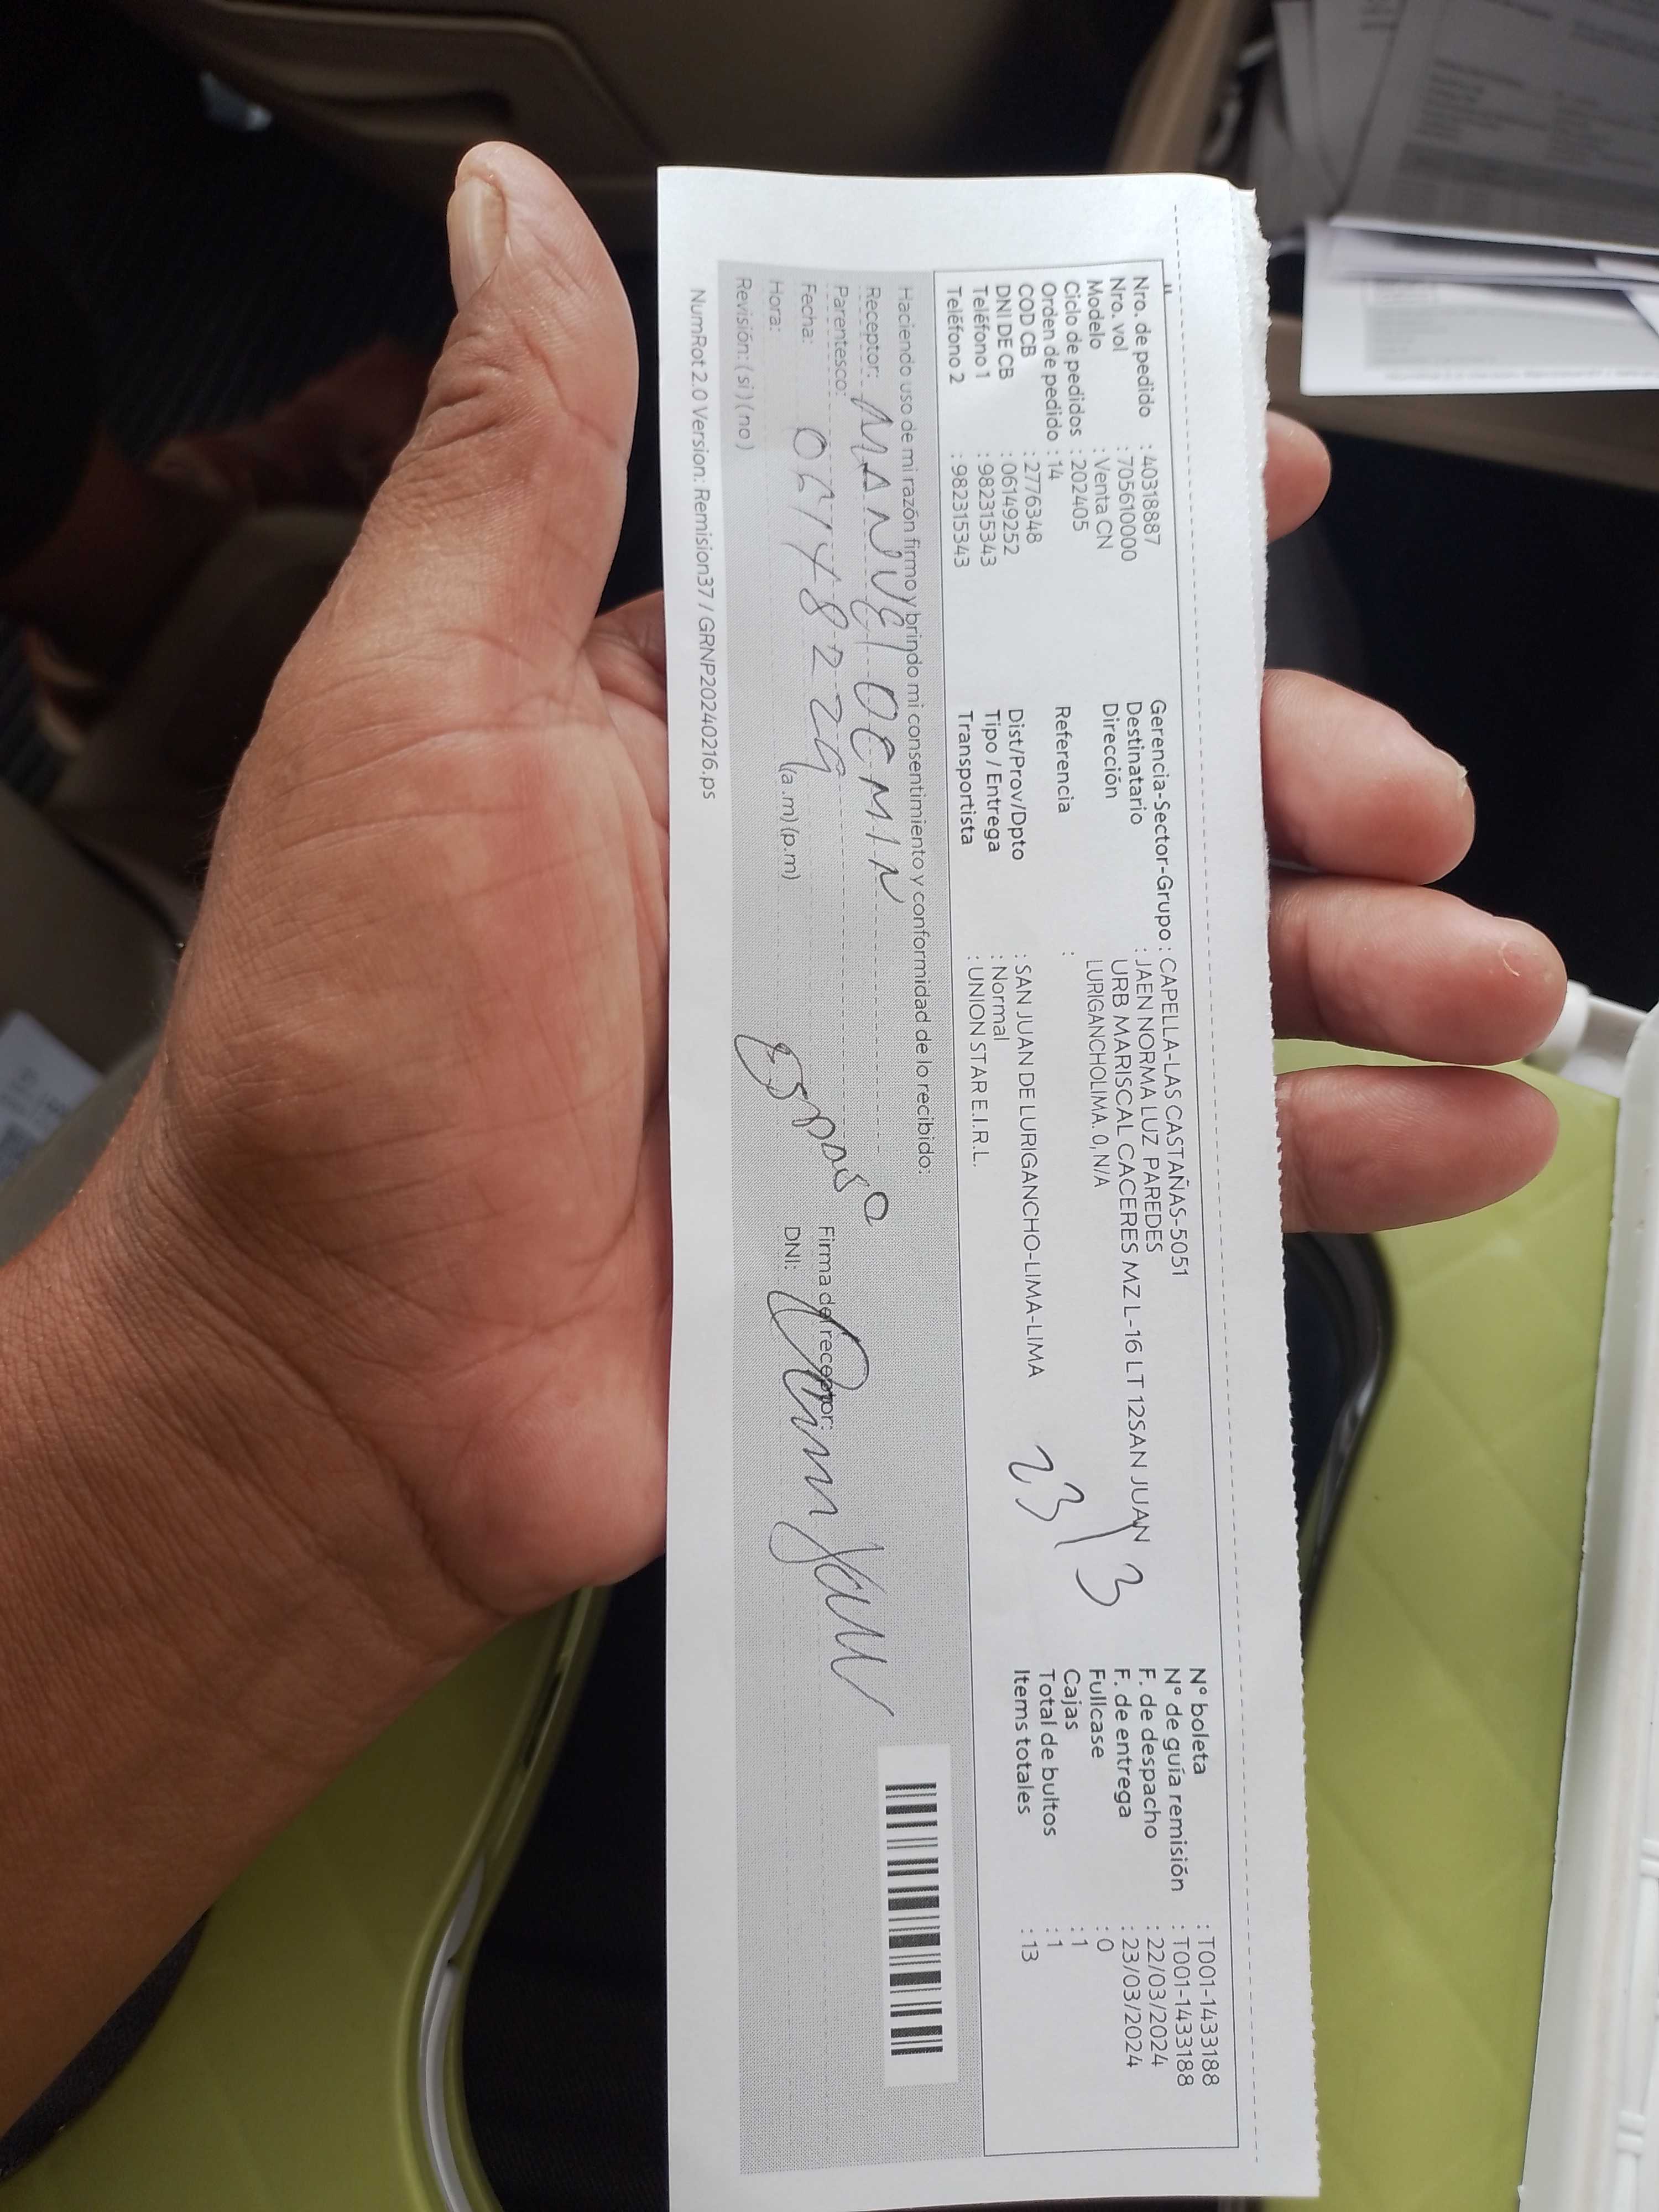 Nro. de pedido : 40318887
Nro. vol : 705610000
Modelo : Venta CN
Ciclo de pedidos : 202405
Orden de pedido : 14
COD CB : 2776348
DNI DE CB : 06149252
Teléfono 1 : 982315343
Teléfono 2 : 982315343
Gerencia-Sector-Grupo : CAPELLA-LAS CASTAÑAS-5051
Destinatario : JAEN NORMA LUZ PAREDES
Dirección URB MARISCAL CACERES MZ L-16 LT 12SAN JUAN
LURIGANCHOLIMA. 0, N/A
Referencia :
Dist/Prov/Dpto : SAN JUAN DE LURIGANCHO-LIMA-LIMA
Tipo / Entrega : Normal
Transportista : UNION STAR E.I.R.L.
23/3
N° boleta : T001-1433188
N° de guía remisión : T001-1433188
F. de despacho : 22/03/2024
F. de entrega : 23/03/2024
Fullcase : 0
Cajas : 1
Total de bultos : 1
Items totales : 13
Haciendo uso de mi razón firmo y brindo mi consentimiento y conformidad de lo recibido:
Receptor: MANUEl OCMIN
Parentesco:
Fecha:
Hora: (a.m) (p.m)
Revisión: ( si ) ( no )
Esposo
Firma del receptor:
DNI:
NumRot 2.0 Version: Remision37 / GRNP20240216.ps